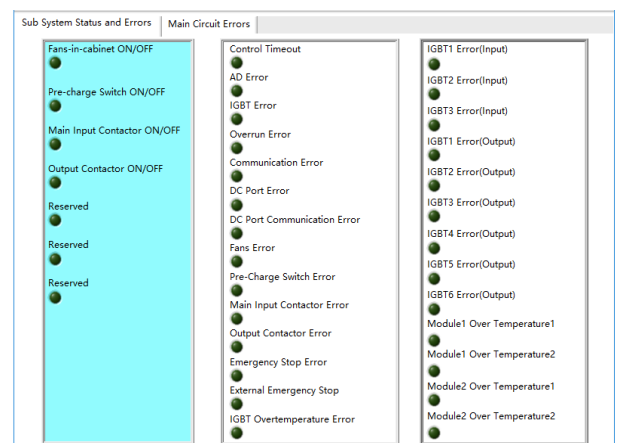 Sub System Status and Errors
Main Circuit Errors
Fans-in-cabinet ON/OFF
Pre-charge Switch ON/OFF
Main Input Contactor ON/OFF
Output Contactor ON/OFF
Reserved
Reserved
Reserved
Control Timeout
AD Error
IGBT Error
Overrun Error
Communication Error
DC Port Error
DC Port Communication Error
Fans Error
Pre-Charge Switch Error
Main Input Contactor Error
Output Contactor Error
Emergency Stop Error
External Emergency Stop
IGBT Overtemperature Error
IGBT1 Error(Input)
IGBT2 Error(Input)
IGBT3 Error(Input)
IGBT1 Error(Output)
IGBT2 Error(Output)
IGBT3 Error(Output)
IGBT4 Error(Output)
IGBT5 Error(Output)
IGBT6 Error(Output)
Module1 Over Temperature1
Module1 Over Temperature2
Module2 Over Temperature1
Module2 Over Temperature2